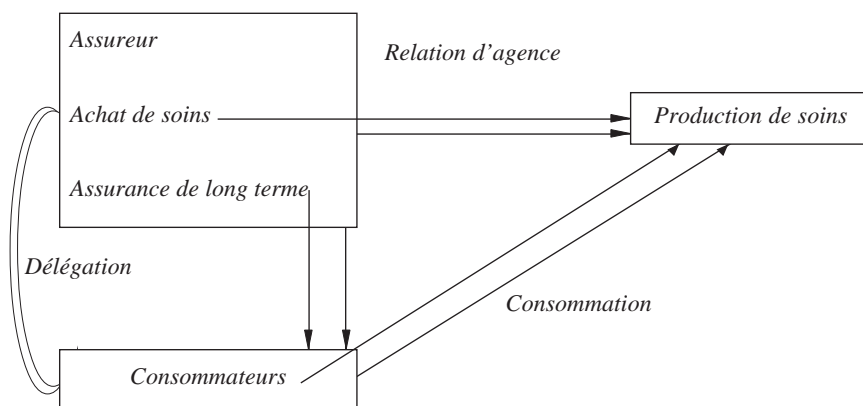 Assureur
Relation d'agence
Achat de soins
Production de soins
Assurance de long terme
Délégation
Consommation
Consommateurs